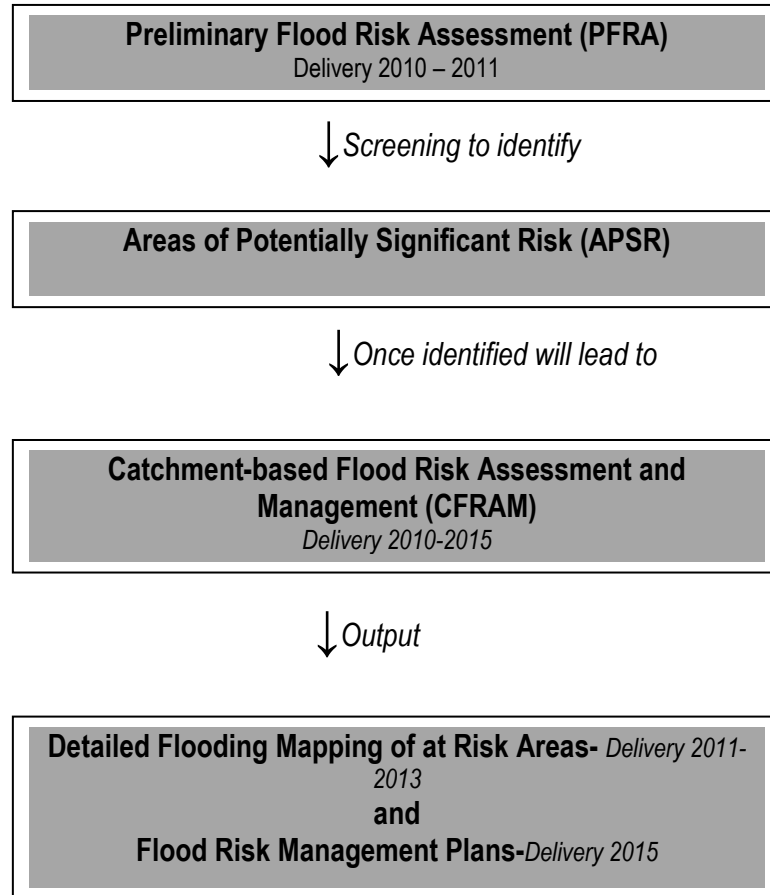 Preliminary Flood Risk Assessment (PFRA)
Delivery 2010 – 2011
↓Screening to identify
Areas of Potentially Significant Risk (APSR)
↓Once identified will lead to
Catchment-based Flood Risk Assessment and
Management (CFRAM)
Delivery 2010-2015
↓Output
Detailed Flooding Mapping of at Risk Areas- Delivery 2011-
2013
and
Flood Risk Management Plans-Delivery 2015